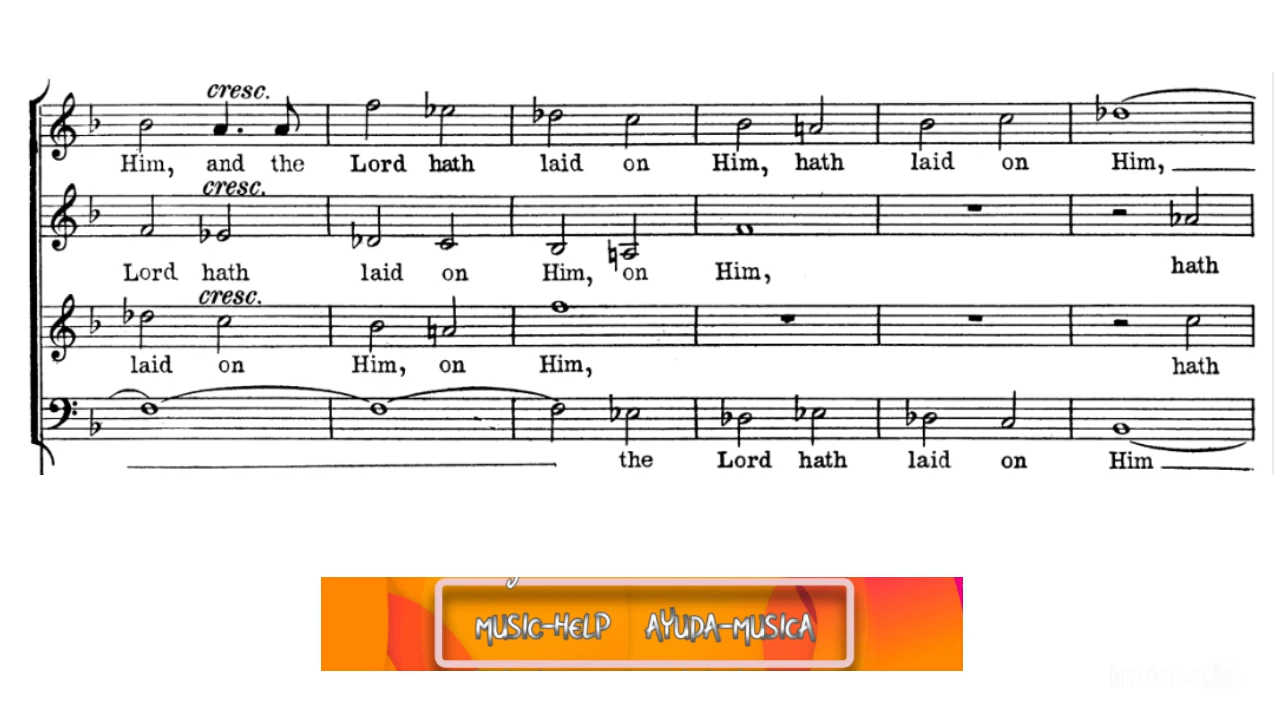 cresc.
Him, and the Lord hath laid on Him, hath laid on Him,
cresc.
Lord hath laid on Him, on Him, hath
cresc.
laid on Him, on Him, hath
the Lord hath laid on Him
MUSIC-HELP AYUDA-MUSICA